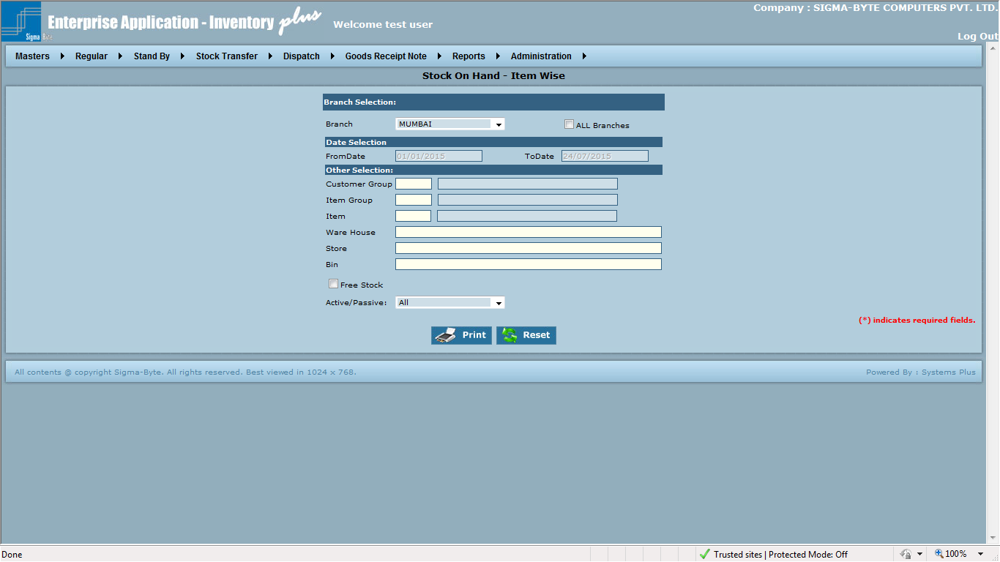 Company : SIGMA-BYTE COMPUTERS PVT. LTD.
Sigma Byte
Enterprise Application - Inventory plus
Welcome test user
Log Out
Masters Regular Stand By Stock Transfer Dispatch Goods Receipt Note Reports Administration
Stock On Hand - Item Wise
Branch Selection:
Branch MUMBAI ALL Branches
Date Selection
FromDate 01/01/2015 ToDate 24/07/2015
Other Selection:
Customer Group
Item Group
Item
Ware House
Store
Bin
Free Stock
Active/Passive: All
(*) indicates required fields.
Print Reset
All contents @ copyright Sigma-Byte. All rights reserved. Best viewed in 1024 x 768. Powered By : Systems Plus
Done Trusted sites | Protected Mode: Off 100%